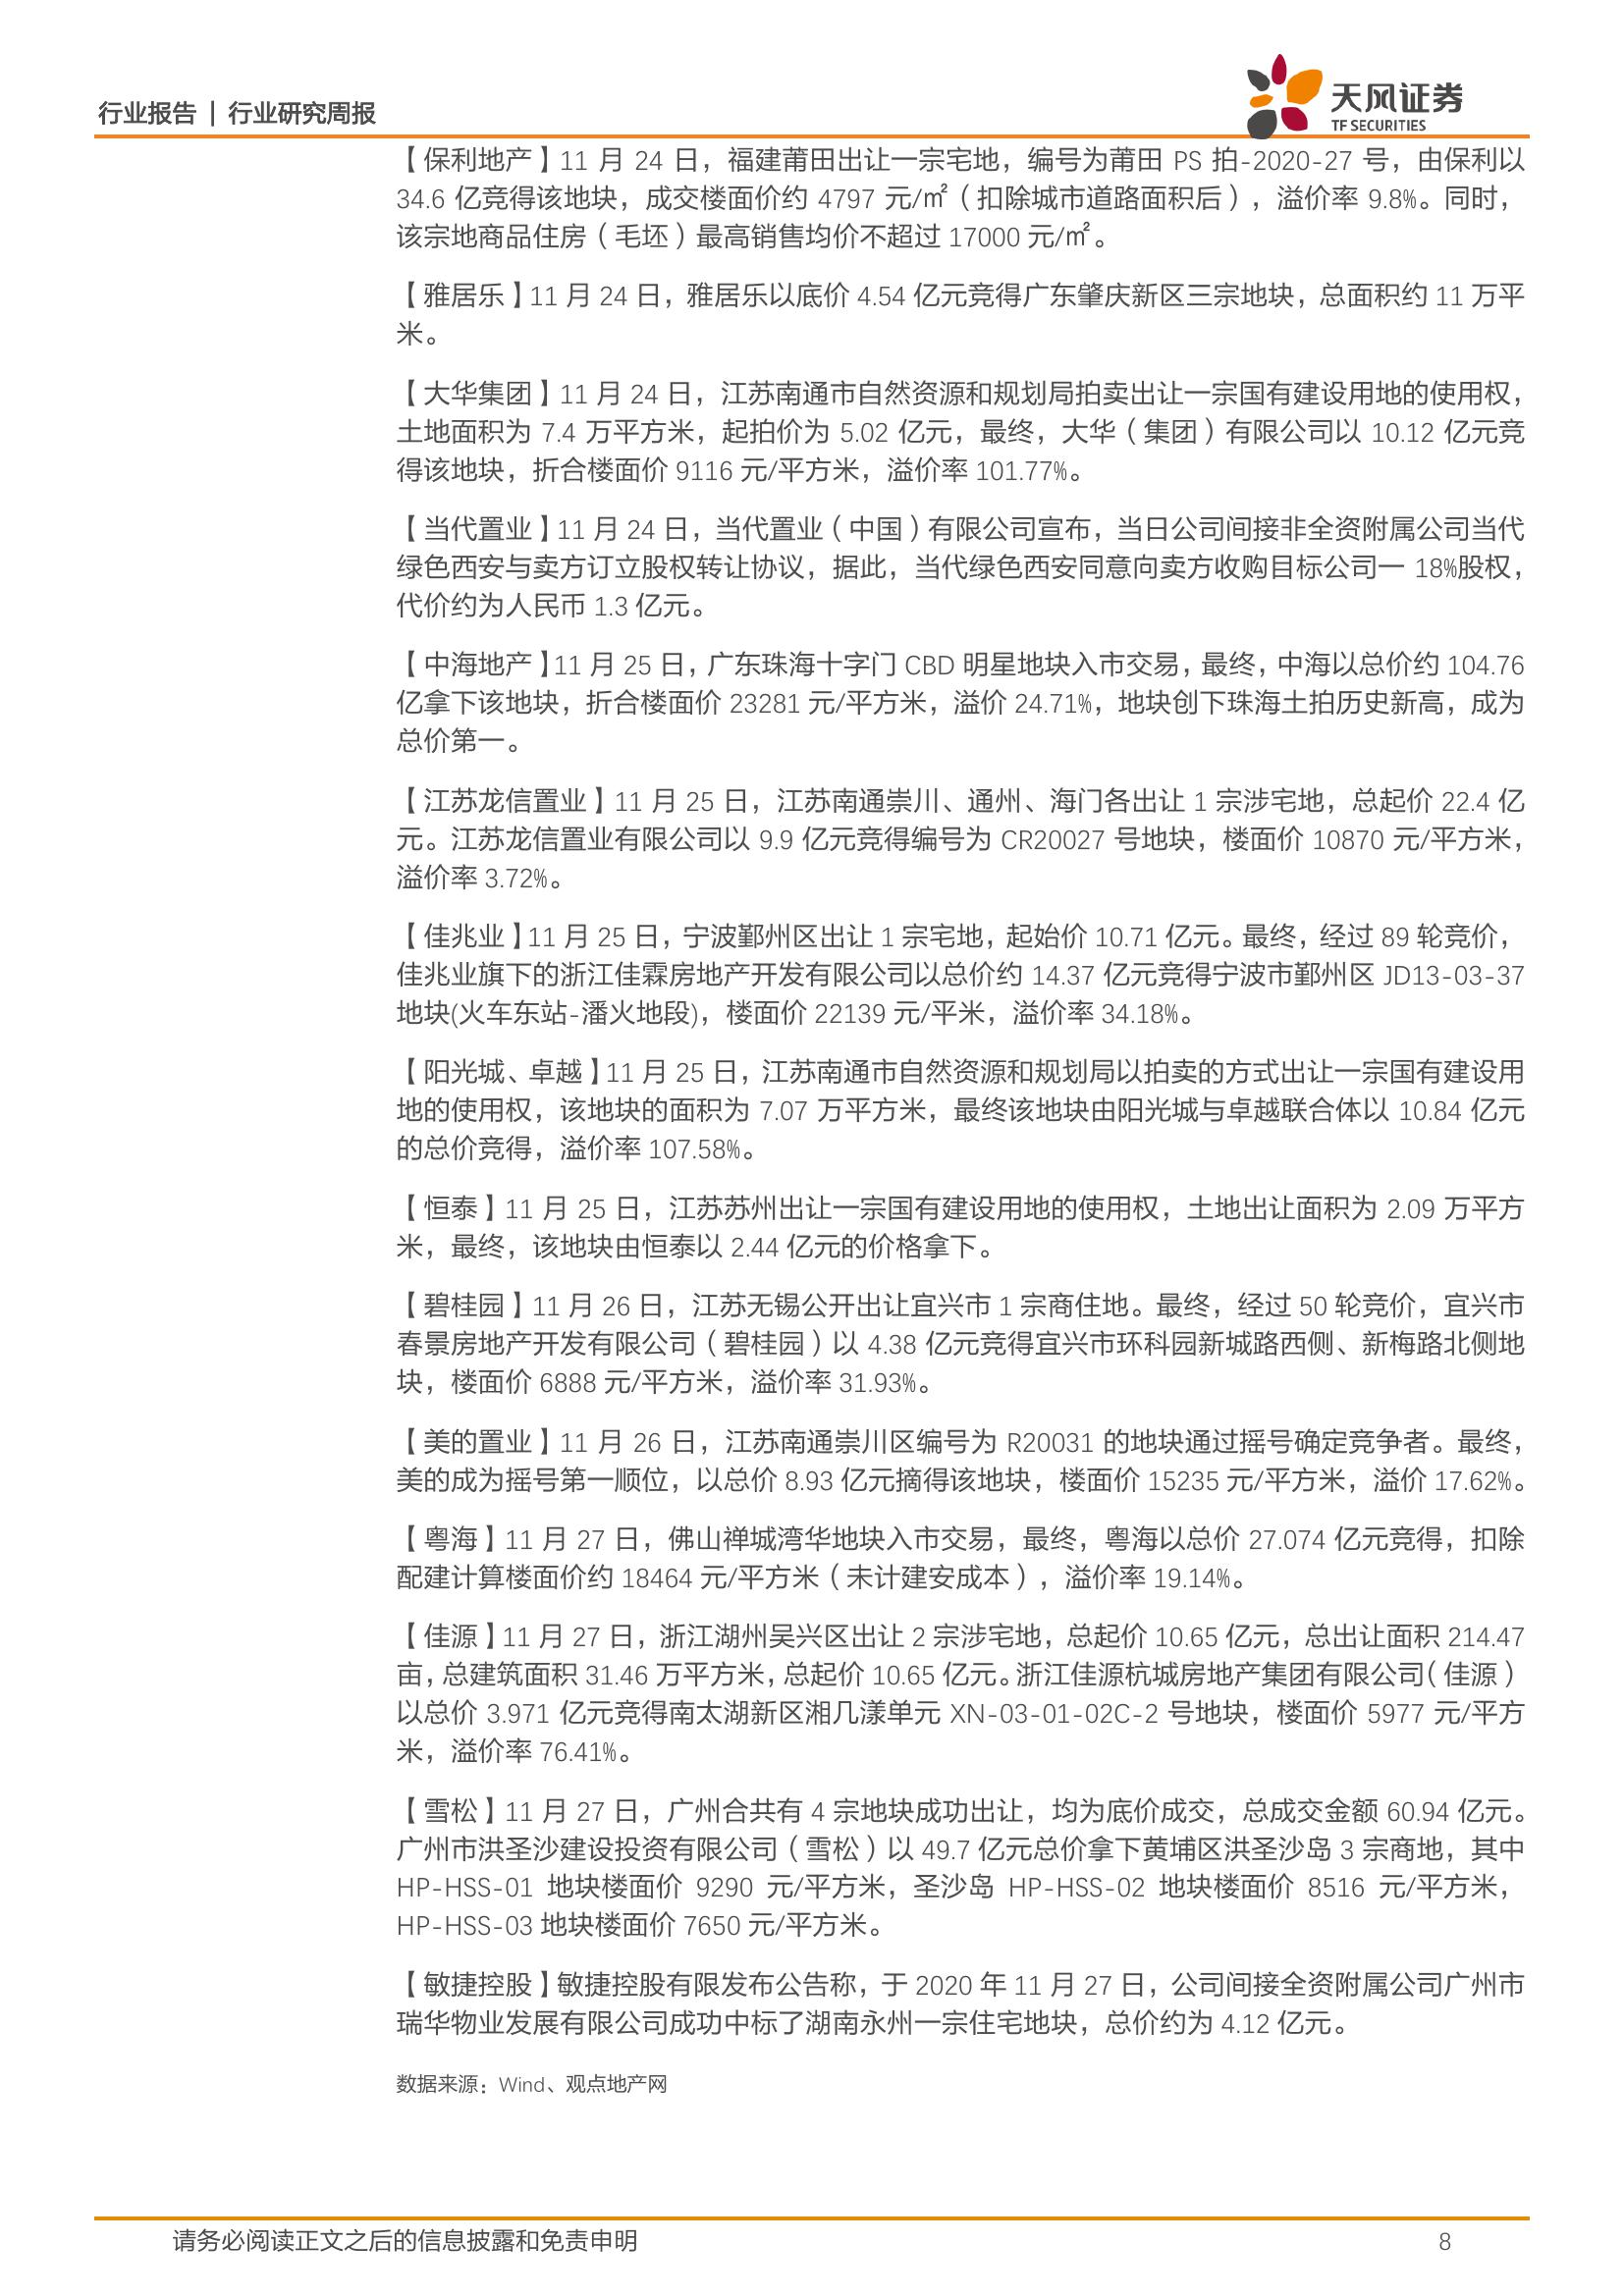 行业报告 | 行业研究周报
天风证券
TF SECURITIES
【保利地产】11 月 24 日，福建莆田出让一宗宅地，编号为莆田 PS 拍-2020-27 号，由保利以
34.6 亿竞得该地块，成交楼面价约 4797 元/㎡（扣除城市道路面积后），溢价率 9.8%。同时，
该宗地商品住房（毛坯）最高销售均价不超过 17000 元/㎡。
【雅居乐】11 月 24 日，雅居乐以底价 4.54 亿元竞得广东肇庆新区三宗地块，总面积约 11 万平
米。
【大华集团】11 月 24 日，江苏南通市自然资源和规划局拍卖出让一宗国有建设用地的使用权，
土地面积为 7.4 万平方米，起拍价为 5.02 亿元，最终，大华（集团）有限公司以 10.12 亿元竞
得该地块，折合楼面价 9116 元/平方米，溢价率 101.77%。
【当代置业】11 月 24 日，当代置业（中国）有限公司宣布，当日公司间接非全资附属公司当代
绿色西安与卖方订立股权转让协议，据此，当代绿色西安同意向卖方收购目标公司一 18%股权，
代价约为人民币 1.3 亿元。
【中海地产】11 月 25 日，广东珠海十字门 CBD 明星地块入市交易，最终，中海以总价约 104.76
亿拿下该地块，折合楼面价 23281 元/平方米，溢价 24.71%，地块创下珠海土拍历史新高，成为
总价第一。
【江苏龙信置业】11 月 25 日，江苏南通崇川、通州、海门各出让 1 宗涉宅地，总起价 22.4 亿
元。江苏龙信置业有限公司以 9.9 亿元竞得编号为 CR20027 号地块，楼面价 10870 元/平方米，
溢价率 3.72%。
【佳兆业】11 月 25 日，宁波鄞州区出让 1 宗宅地，起始价 10.71 亿元。最终，经过 89 轮竞价，
佳兆业旗下的浙江佳霖房地产开发有限公司以总价约 14.37 亿元竞得宁波市鄞州区 JD13-03-37
地块(火车东站-潘火地段)，楼面价 22139 元/平米，溢价率 34.18%。
【阳光城、卓越】11 月 25 日，江苏南通市自然资源和规划局以拍卖的方式出让一宗国有建设用
地的使用权，该地块的面积为 7.07 万平方米，最终该地块由阳光城与卓越联合体以 10.84 亿元
的总价竞得，溢价率 107.58%。
【恒泰】11 月 25 日，江苏苏州出让一宗国有建设用地的使用权，土地出让面积为 2.09 万平方
米，最终，该地块由恒泰以 2.44 亿元的价格拿下。
【碧桂园】11 月 26 日，江苏无锡公开出让宜兴市 1 宗商住地。最终，经过 50 轮竞价，宜兴市
春景房地产开发有限公司（碧桂园）以 4.38 亿元竞得宜兴市环科园新城路西侧、新梅路北侧地
块，楼面价 6888 元/平方米，溢价率 31.93%。
【美的置业】11 月 26 日，江苏南通崇川区编号为 R20031 的地块通过摇号确定竞争者。最终，
美的成为摇号第一顺位，以总价 8.93 亿元摘得该地块，楼面价 15235 元/平方米，溢价 17.62%。
【粤海】11 月 27 日，佛山禅城湾华地块入市交易，最终，粤海以总价 27.074 亿元竞得，扣除
配建计算楼面价约 18464 元/平方米（未计建安成本），溢价率 19.14%。
【佳源】11 月 27 日，浙江湖州吴兴区出让 2 宗涉宅地，总起价 10.65 亿元，总出让面积 214.47
亩，总建筑面积 31.46 万平方米，总起价 10.65 亿元。浙江佳源杭城房地产集团有限公司（佳源）
以总价 3.971 亿元竞得南太湖新区湘几漾单元 XN-03-01-02C-2 号地块，楼面价 5977 元/平方
米，溢价率 76.41%。
【雪松】11 月 27 日，广州合共有 4 宗地块成功出让，均为底价成交，总成交金额 60.94 亿元。
广州市洪圣沙建设投资有限公司（雪松）以 49.7 亿元总价拿下黄埔区洪圣沙岛 3 宗商地，其中
HP-HSS-01 地块楼面价 9290 元/平方米，圣沙岛 HP-HSS-02 地块楼面价 8516 元/平方米，
HP-HSS-03 地块楼面价 7650 元/平方米。
【敏捷控股】敏捷控股有限发布公告称，于 2020 年 11 月 27 日，公司间接全资附属公司广州市
瑞华物业发展有限公司成功中标了湖南永州一宗住宅地块，总价约为 4.12 亿元。
数据来源：Wind、观点地产网
请务必阅读正文之后的信息披露和免责申明
8